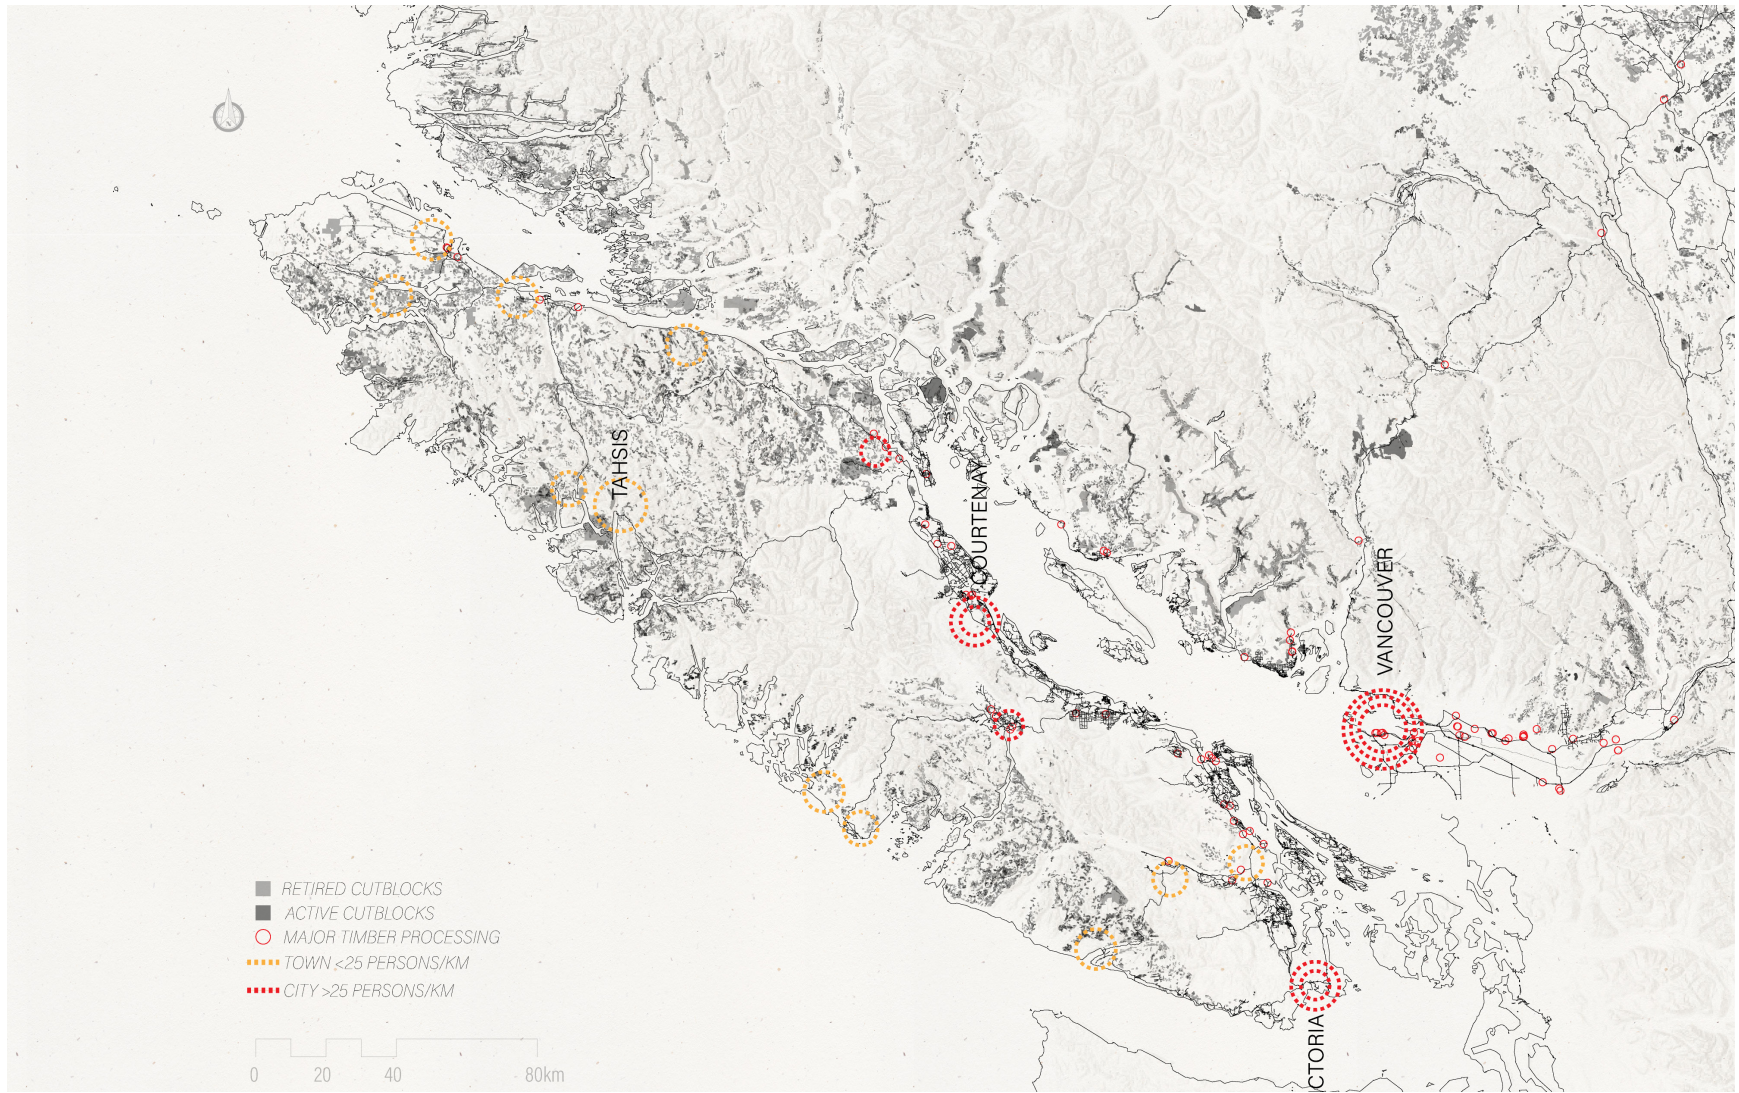 TAHSIS
COURTENAY
VANCOUVER
CTORIA
RETIRED CUTBLOCKS
ACTIVE CUTBLOCKS
MAJOR TIMBER PROCESSING
TOWN <25 PERSONS/KM
CITY >25 PERSONS/KM
0 20 40 80km